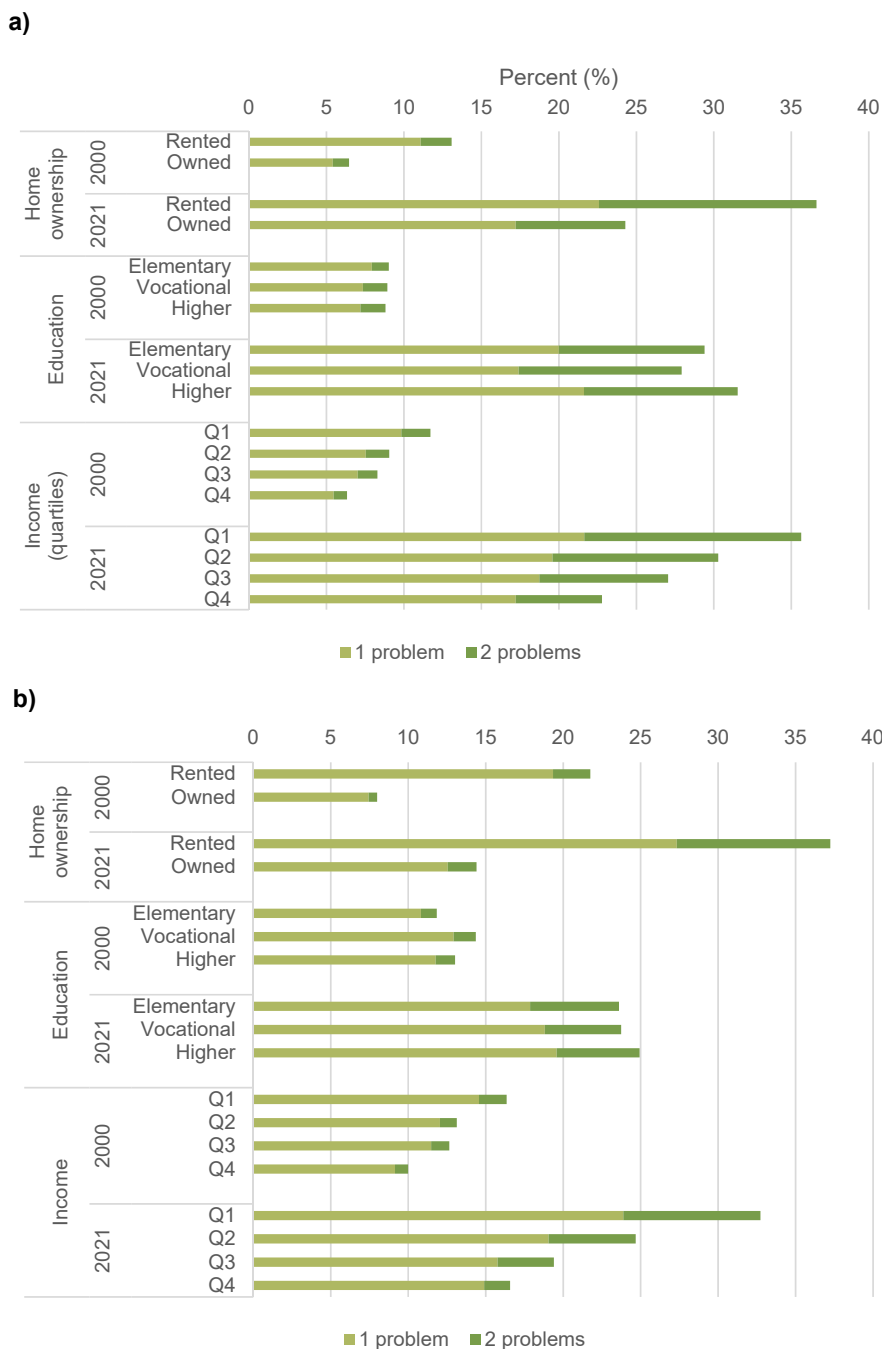 a)
Percent (%)
0 5 10 15 20 25 30 35 40
Home
ownership
2000
Rented
Owned
2021
Rented
Owned
Education
2000
Elementary
Vocational
Higher
2021
Elementary
Vocational
Higher
Income
(quartiles)
2000
Q1
Q2
Q3
Q4
2021
Q1
Q2
Q3
Q4
1 problem 2 problems
b)
0 5 10 15 20 25 30 35 40
Home
ownership
2000
Rented
Owned
2021
Rented
Owned
Education
2000
Elementary
Vocational
Higher
2021
Elementary
Vocational
Higher
Income
2000
Q1
Q2
Q3
Q4
2021
Q1
Q2
Q3
Q4
1 problem 2 problems